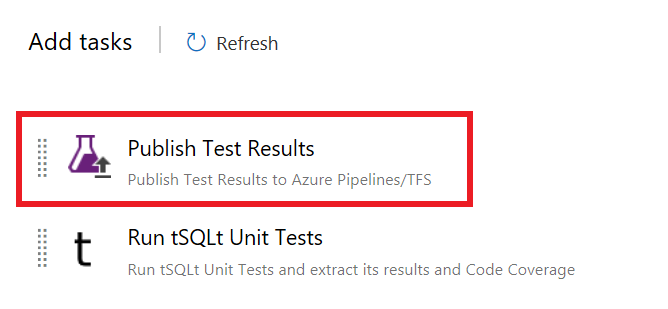 Add tasks
Refresh
Publish Test Results
Publish Test Results to Azure Pipelines/TFS
t
Run tSQLt Unit Tests
Run tSQLt Unit Tests and extract its results and Code Coverage